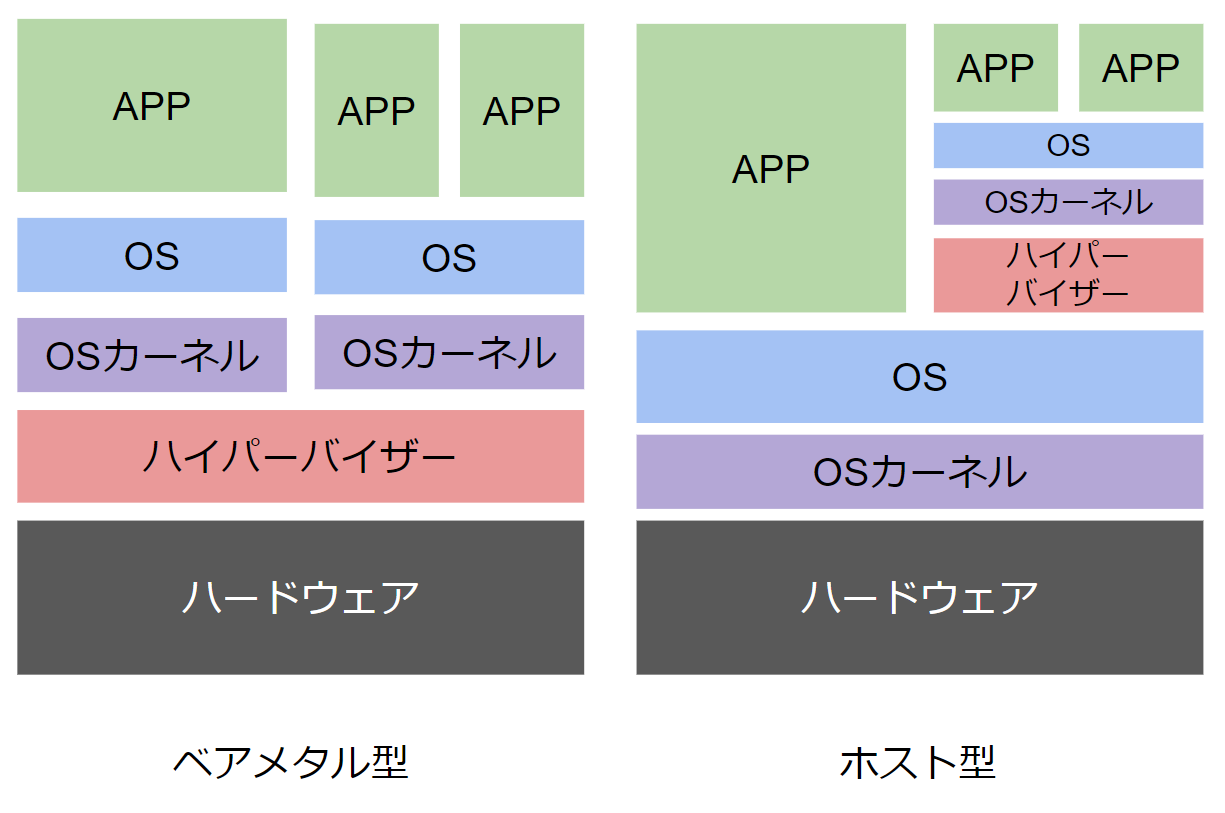 APP
APP
APP
OS
OS
OSカーネル
OSカーネル
ハイパーバイザー
ハードウェア
ベアメタル型
APP
APP
APP
OS
OSカーネル
ハイパー
バイザー
OS
OSカーネル
ハードウェア
ホスト型